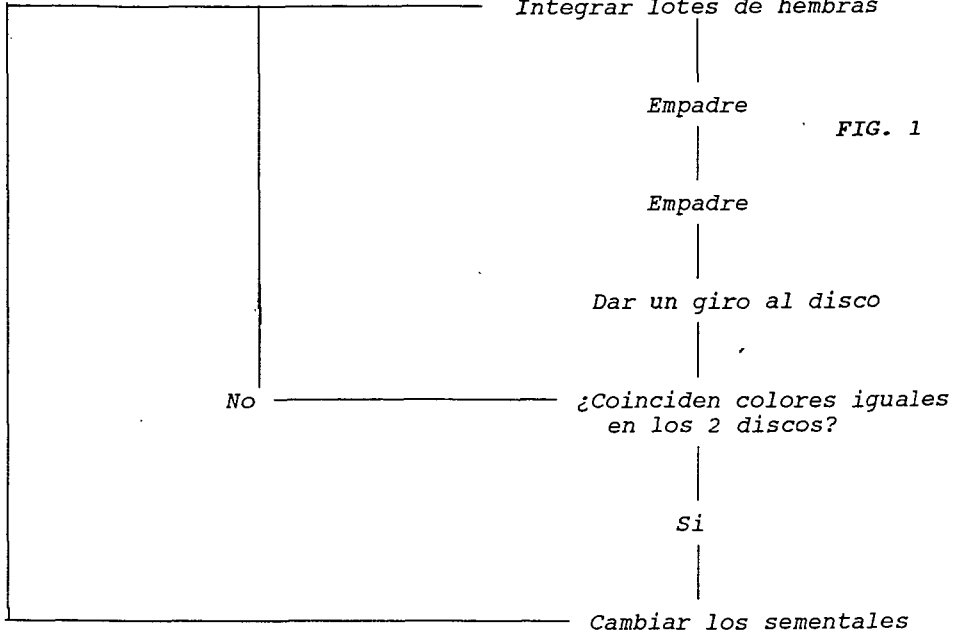 Integrar lotes de hembras
Empadre
FIG. 1
Empadre
Dar un giro al disco
No
¿Coinciden colores iguales
en los 2 discos?
Si
Cambiar los sementales